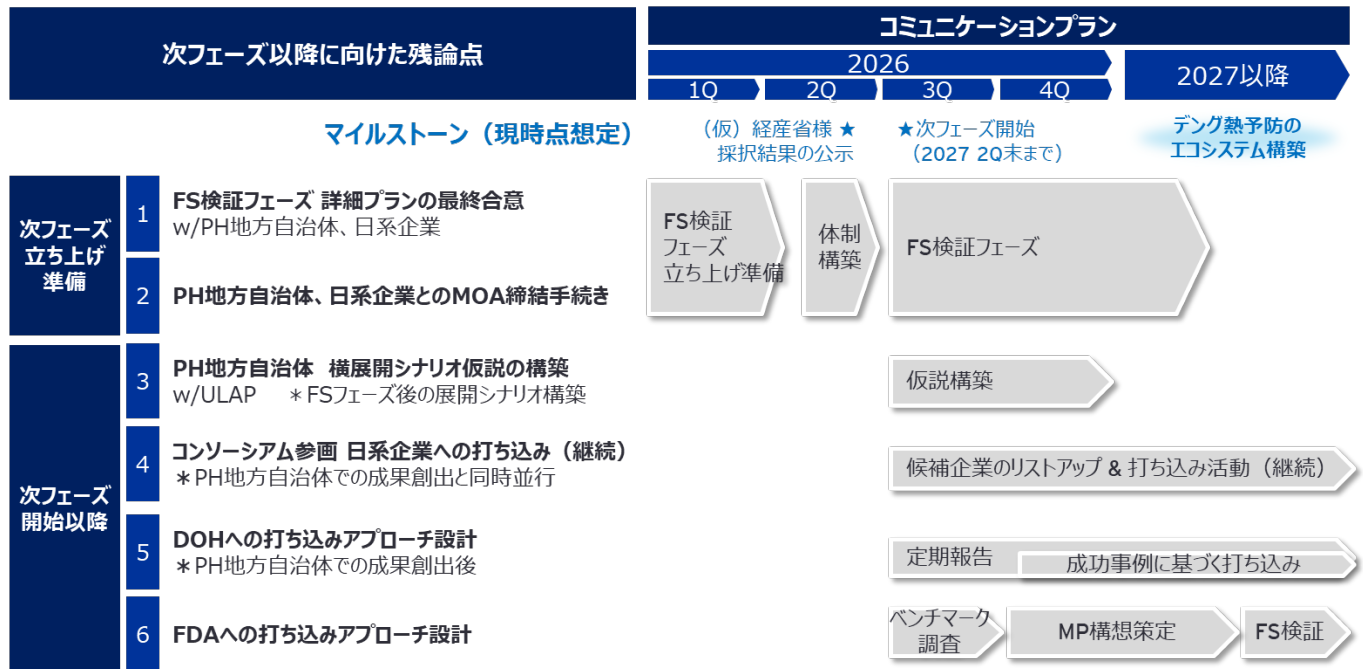 次フェーズ以降に向けた残論点
コミュニケーションプラン
2026
2027以降
1Q
2Q
3Q
4Q
マイルストーン（現時点想定）
（仮）経産省様 ★
採択結果の公示
★次フェーズ開始
（2027 2Q末まで）
デング熱予防の
エコシステム構築
次フェーズ
立ち上げ
準備
1
FS検証フェーズ 詳細プランの最終合意
w/PH地方自治体、日系企業
2
PH地方自治体、日系企業とのMOA締結手続き
FS検証
フェーズ
立ち上げ準備
体制
構築
FS検証フェーズ
次フェーズ
開始以降
3
PH地方自治体 横展開シナリオ仮説の構築
w/ULAP ＊FSフェーズ後の展開シナリオ構築
仮説構築
4
コンソーシアム参画 日系企業への打ち込み（継続）
＊PH地方自治体での成果創出と同時並行
候補企業のリストアップ & 打ち込み活動（継続）
5
DOHへの打ち込みアプローチ設計
＊PH地方自治体での成果創出後
定期報告
成功事例に基づく打ち込み
6
FDAへの打ち込みアプローチ設計
ベンチマーク
調査
MP構想策定
FS検証